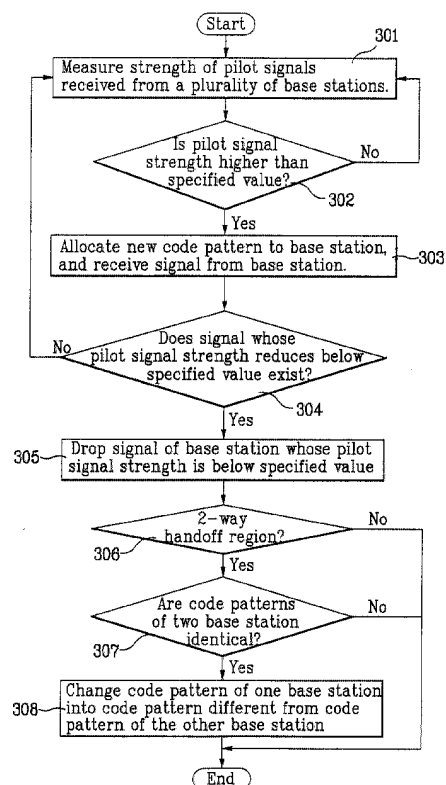 Start
301
Measure strength of pilot signals
received from a plurality of base stations.
Is pilot signal
strength higher than
specified value?
No
302
Yes
Allocate new code pattern to base station,
and receive signal from base station.
303
Does signal whose
pilot signal strength reduces below
specified value exist?
No
304
Yes
305
Drop signal of base station whose pilot
signal strength is below specified value
2-way
handoff region?
No
306
Yes
Are code patterns
of two base station
identical?
No
307
Yes
308
Change code pattern of one base station
into code pattern different from code
pattern of the other base station
End